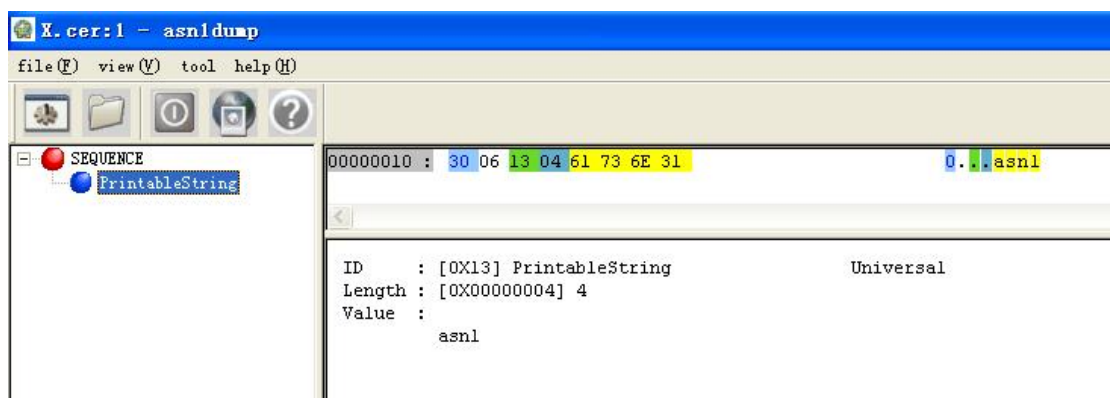 X.cer:1 - asn1dump
file(F) view(V) tool help(H)
SEQUENCE
PrintableString
00000010 : 30 06 13 04 61 73 6E 31 0...asn1
ID : [0X13] PrintableString Universal
Length : [0X00000004] 4
Value :
asn1